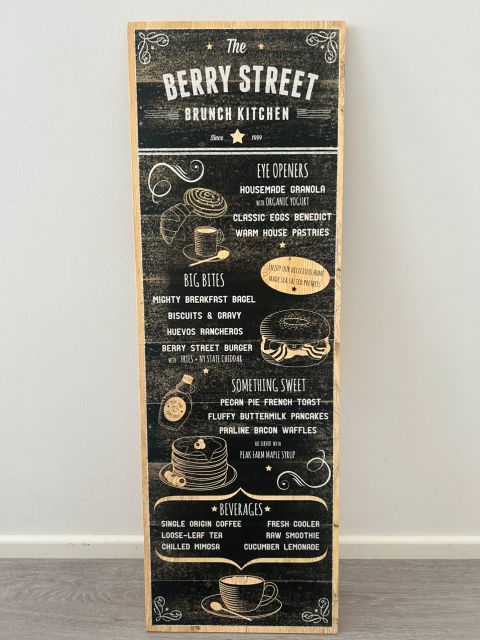 The
BERRY STREET
BRUNCH KITCHEN
Since 1999
EYE OPENERS
HOUSEMADE GRANOLA
WITH ORGANIC YOGURT
CLASSIC EGGS BENEDICT
WARM HOUSE PASTRIES
ENJOY OUR DELICIOUS HOME
MADE SEA SALTED PRETZELS
BIG BITES
MIGHTY BREAKFAST BAGEL
BISCUITS & GRAVY
HUEVOS RANCHEROS
BERRY STREET BURGER
WITH FRIES + NY STATE CHEDDAR
SOMETHING SWEET
PECAN PIE FRENCH TOAST
FLUFFY BUTTERMILK PANCAKES
PRALINE BACON WAFFLES
ALL SERVED WITH
PEAK FARM MAPLE SYRUP
BEVERAGES
SINGLE ORIGIN COFFEE FRESH COOLER
LOOSE-LEAF TEA RAW SMOOTHIE
CHILLED MIMOSA CUCUMBER LEMONADE